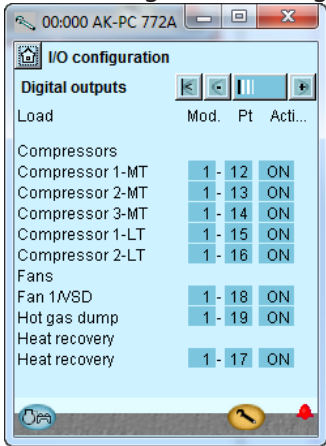 00:000 AK-PC 772A
I/O configuration
Digital outputs
Load Mod. Pt Acti...
Compressors
Compressor 1-MT 1 - 12 ON
Compressor 2-MT 1 - 13 ON
Compressor 3-MT 1 - 14 ON
Compressor 1-LT 1 - 15 ON
Compressor 2-LT 1 - 16 ON
Fans
Fan 1/VSD 1 - 18 ON
Hot gas dump 1 - 19 ON
Heat recovery
Heat recovery 1 - 17 ON